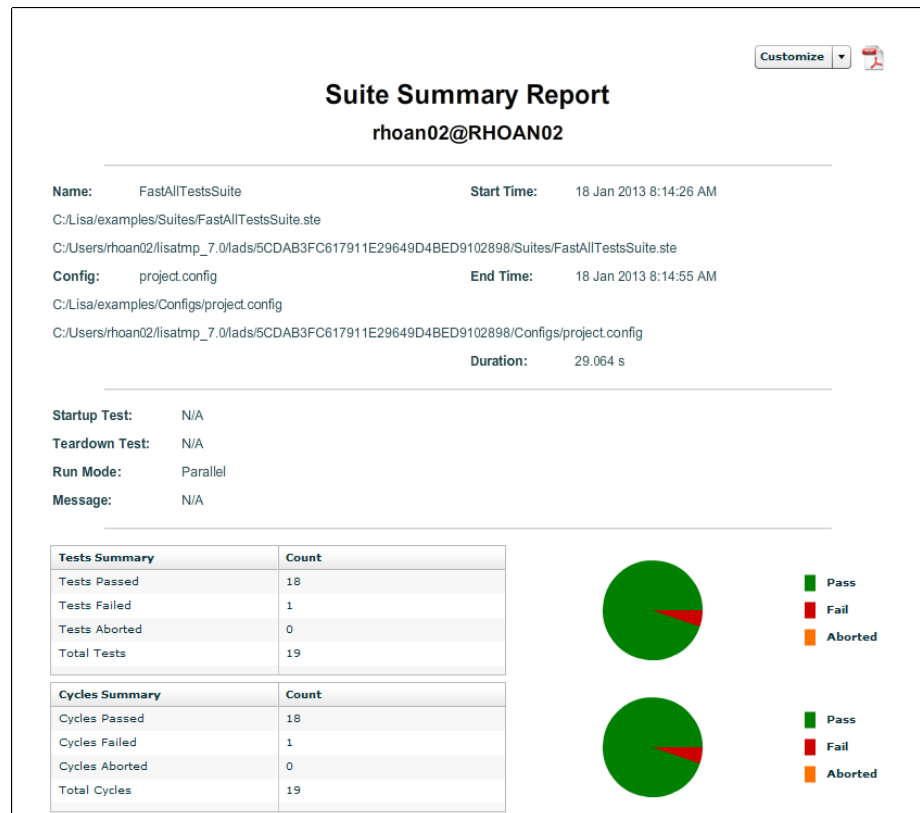 Customize
Suite Summary Report
rhoan02@RHOAN02
Name: FastAllTestsSuite Start Time: 18 Jan 2013 8:14:26 AM
C:/Lisa/examples/Suites/FastAllTestsSuite.ste
C:/Users/rhoan02/lisatmp_7.0/lads/5CDAB3FC617911E29649D4BED9102898/Suites/FastAllTestsSuite.ste
Config: project.config End Time: 18 Jan 2013 8:14:55 AM
C:/Lisa/examples/Configs/project.config
C:/Users/rhoan02/lisatmp_7.0/lads/5CDAB3FC617911E29649D4BED9102898/Configs/project.config
Duration: 29.064 s
Startup Test: N/A
Teardown Test: N/A
Run Mode: Parallel
Message: N/A
Tests Summary Count
Tests Passed 18
Tests Failed 1
Tests Aborted 0
Total Tests 19
Pass
Fail
Aborted
Cycles Summary Count
Cycles Passed 18
Cycles Failed 1
Cycles Aborted 0
Total Cycles 19
Pass
Fail
Aborted